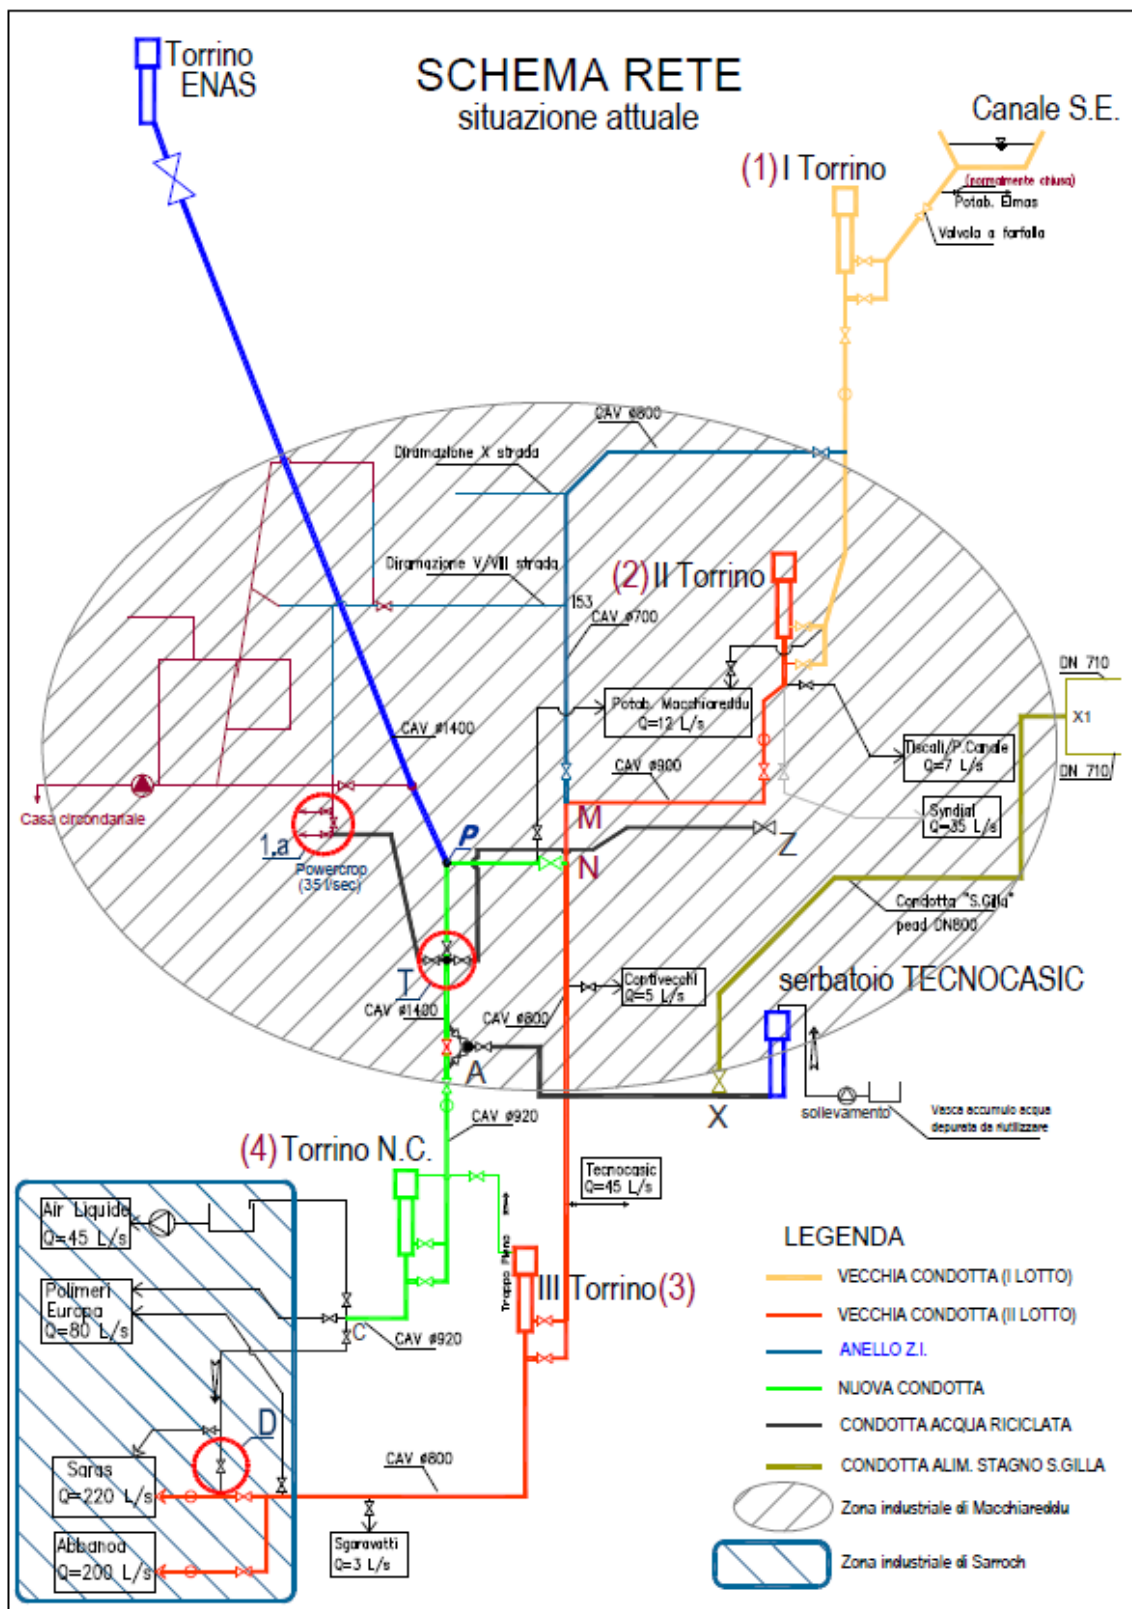 SCHEMA RETE
situazione attuale
Torrino
ENAS
Canale S.E.
(1) I Torrino
(normalmente chiusa)
Potab. Elmas
Valvola a farfalla
CAV ø800
Diramazione X strada
Diramazione V/VIII strada
153
CAV ø700
(2) II Torrino
DN 710
X1
DN 710
Potab. Macchiareddu
Q=12 L/s
CAV ø1400
Tiscali/P.Canale
Q=7 L/s
CAV ø900
Casa circondariale
M
Syndial
Q=35 L/s
1.a
Powercrop
(35 l/sec)
P
N
Z
Condotta "S.Gilla"
pead DN800
T
Contivecchi
Q=5 L/s
serbatoio TECNOCASIC
CAV ø1400
CAV ø800
A
X
sollevamento
Vasca accumulo acqua
depurata da riutilizzare
CAV ø920
(4) Torrino N.C.
Tecnocasic
Q=45 L/s
Air Liquide
Q=45 L/s
Troppo Pieno
III Torrino (3)
Polimeri
Europa
Q=80 L/s
C
CAV ø920
D
Saras
Q=220 L/s
CAV ø800
Abbanoa
Q=200 L/s
Sgaravatti
Q=3 L/s
LEGENDA
VECCHIA CONDOTTA (I LOTTO)
VECCHIA CONDOTTA (II LOTTO)
ANELLO Z.I.
NUOVA CONDOTTA
CONDOTTA ACQUA RICICLATA
CONDOTTA ALIM. STAGNO S.GILLA
Zona industriale di Macchiareddu
Zona industriale di Sarroch